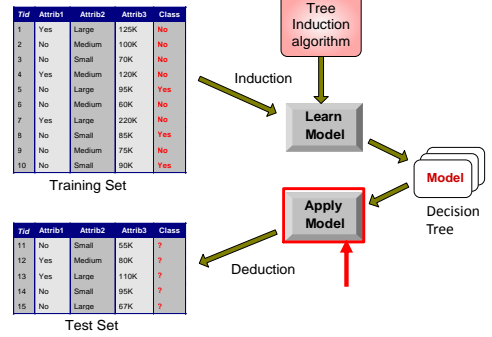 Tid Attrib1 Attrib2 Attrib3 Class
1 Yes Large 125K No
2 No Medium 100K No
3 No Small 70K No
4 Yes Medium 120K No
5 No Large 95K Yes
6 No Medium 60K No
7 Yes Large 220K No
8 No Small 85K Yes
9 No Medium 75K No
10 No Small 90K Yes
Training Set
Tree
Induction
algorithm
Induction
Learn
Model
Model
Decision
Tree
Apply
Model
Deduction
Tid Attrib1 Attrib2 Attrib3 Class
11 No Small 55K ?
12 Yes Medium 80K ?
13 Yes Large 110K ?
14 No Small 95K ?
15 No Large 67K ?
Test Set